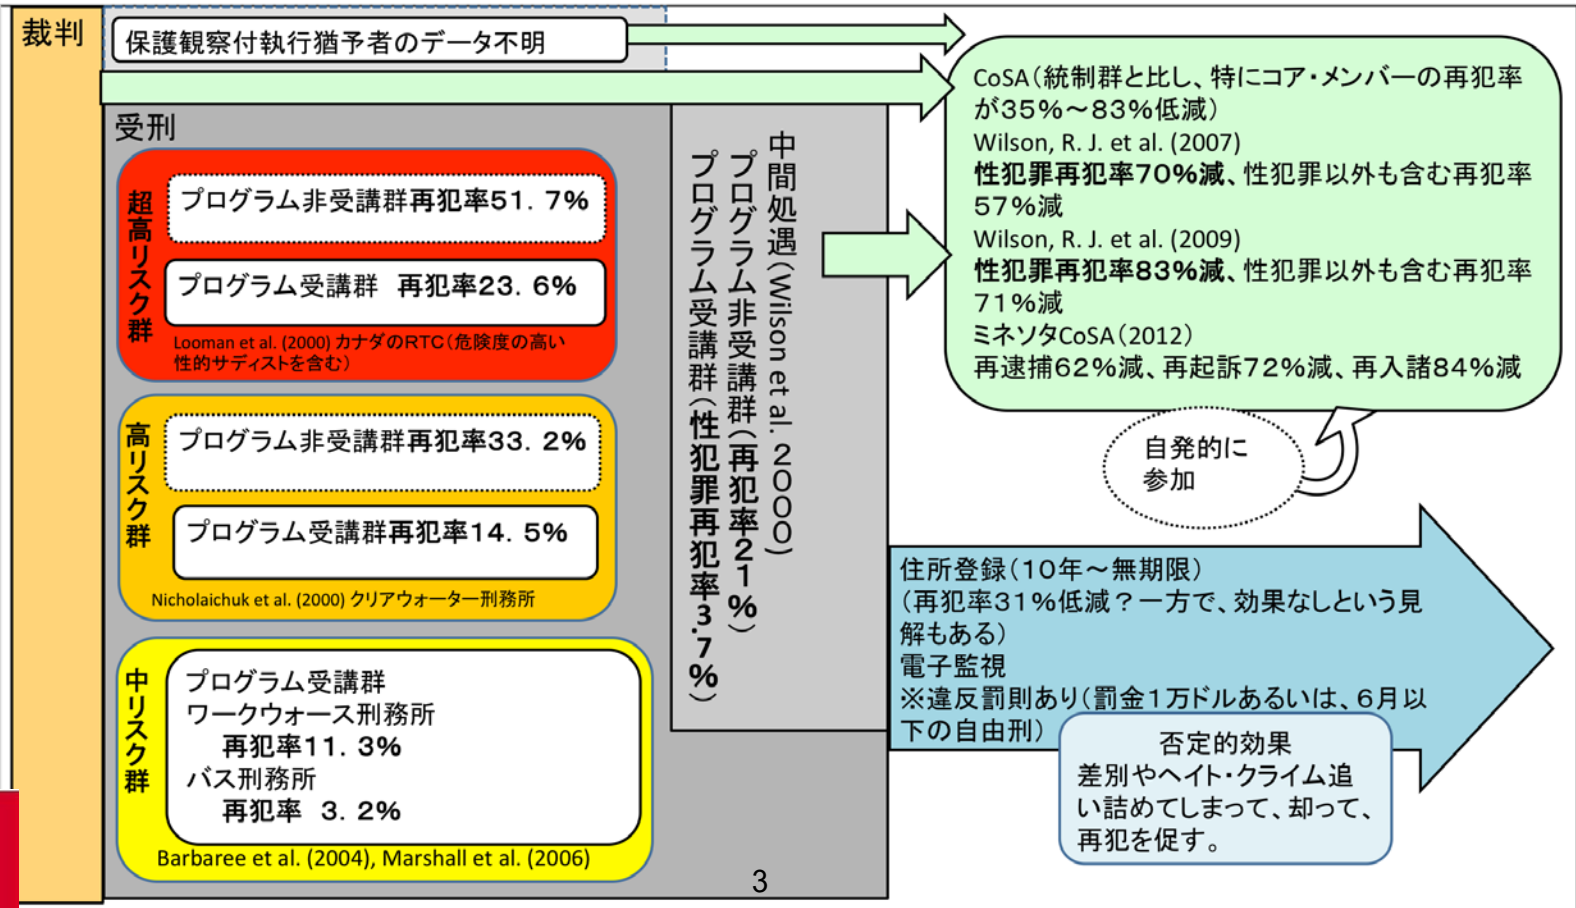 裁判
保護観察付執行猶予者のデータ不明
受刑
超高リスク群
プログラム非受講群再犯率51．7%
プログラム受講群　再犯率23．6%
Looman et al. (2000) カナダのRTC(危険度の高い
性的サディストを含む)
高リスク群
プログラム非受講群再犯率33．2%
プログラム受講群再犯率14．5%
Nicholaichuk et al. (2000) クリアウォーター刑務所
中リスク群
プログラム受講群
ワークウォース刑務所
再犯率11．3%
バス刑務所
再犯率　3．2%
Barbaree et al. (2004), Marshall et al. (2006)
中間処遇(Wilson et al. 2000)
プログラム非受講群(再犯率21%)
プログラム受講群(性犯罪再犯率3.7%)
CoSA(統制群と比し、特にコア・メンバーの再犯率
が35%〜83%低減)
Wilson, R. J. et al. (2007)
性犯罪再犯率70%減、性犯罪以外も含む再犯率
57%減
Wilson, R. J. et al. (2009)
性犯罪再犯率83%減、性犯罪以外も含む再犯率
71%減
ミネソタCoSA(2012)
再逮捕62%減、再起訴72%減、再入諸84%減
自発的に
参加
住所登録(10年〜無期限)
(再犯率31%低減？一方で、効果なしという見
解もある)
電子監視
※違反罰則あり(罰金1万ドルあるいは、6月以
下の自由刑)
否定的効果
差別やヘイト・クライム追
い詰めてしまって、却って、
再犯を促す。
3